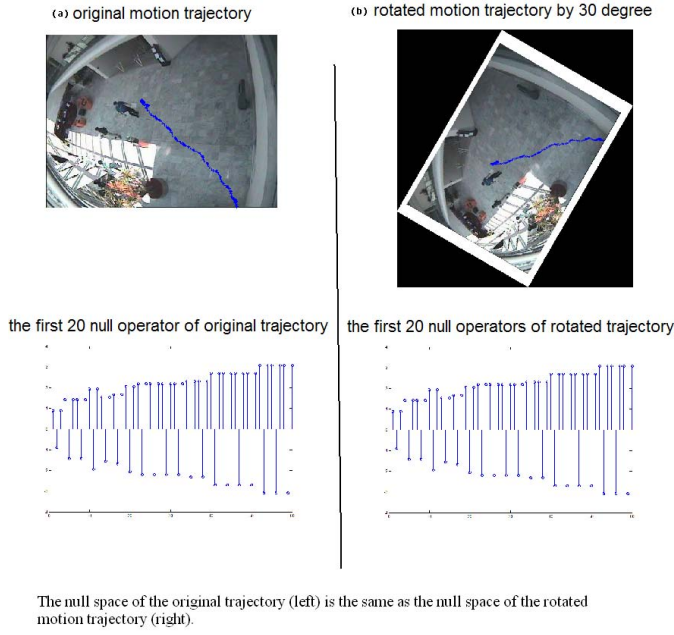 (a) original motion trajectory
(b) rotated motion trajectory by 30 degree
the first 20 null operator of original trajectory
the first 20 null operators of rotated trajectory
The null space of the original trajectory (left) is the same as the null space of the rotated
motion trajectory (right).